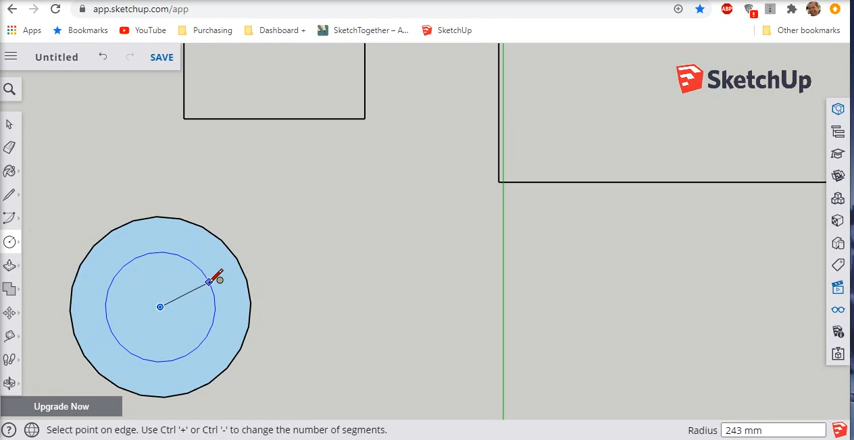 app.sketchup.com/app
ABP
Apps
Bookmarks
YouTube
Purchasing
Dashboard +
SketchTogether – A...
SketchUp
Other bookmarks
Untitled
SAVE
SketchUp
Upgrade Now
Select point on edge. Use Ctrl '+' or Ctrl '-' to change the number of segments.
Radius
243 mm